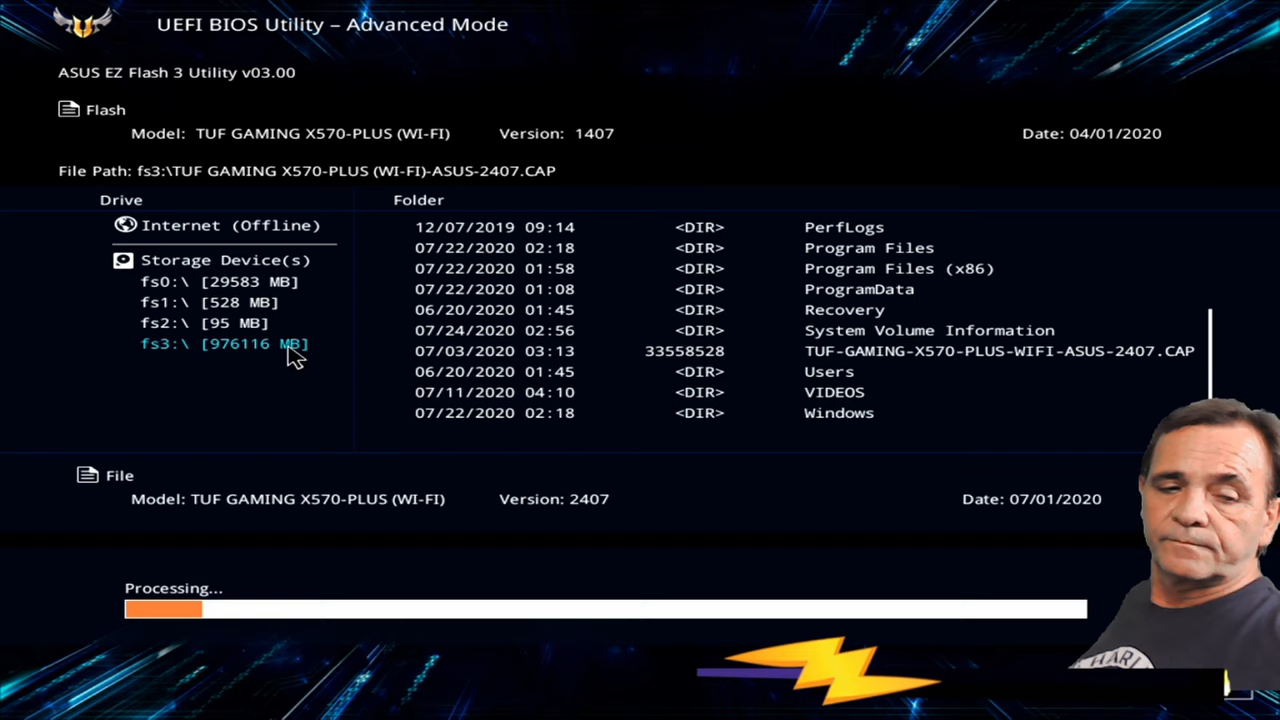 UEFI BIOS Utility – Advanced Mode
ASUS EZ Flash 3 Utility v03.00
Flash
Model: TUF GAMING X570-PLUS (WI-FI) Version: 1407 Date: 04/01/2020
File Path: fs3:\TUF GAMING X570-PLUS (WI-FI)-ASUS-2407.CAP
Drive Folder
Internet (Offline)
Storage Device(s)
fs0:\ [29583 MB]
fs1:\ [528 MB]
fs2:\ [95 MB]
fs3:\ [976116 MB]
12/07/2019 09:14 <DIR> PerfLogs
07/22/2020 02:18 <DIR> Program Files
07/22/2020 01:58 <DIR> Program Files (x86)
07/22/2020 01:08 <DIR> ProgramData
06/20/2020 01:45 <DIR> Recovery
07/24/2020 02:56 <DIR> System Volume Information
07/03/2020 03:13 33558528 TUF-GAMING-X570-PLUS-WIFI-ASUS-2407.CAP
06/20/2020 01:45 <DIR> Users
07/11/2020 04:10 <DIR> VIDEOS
07/22/2020 02:18 <DIR> Windows
File
Model: TUF GAMING X570-PLUS (WI-FI) Version: 2407 Date: 07/01/2020
Processing...